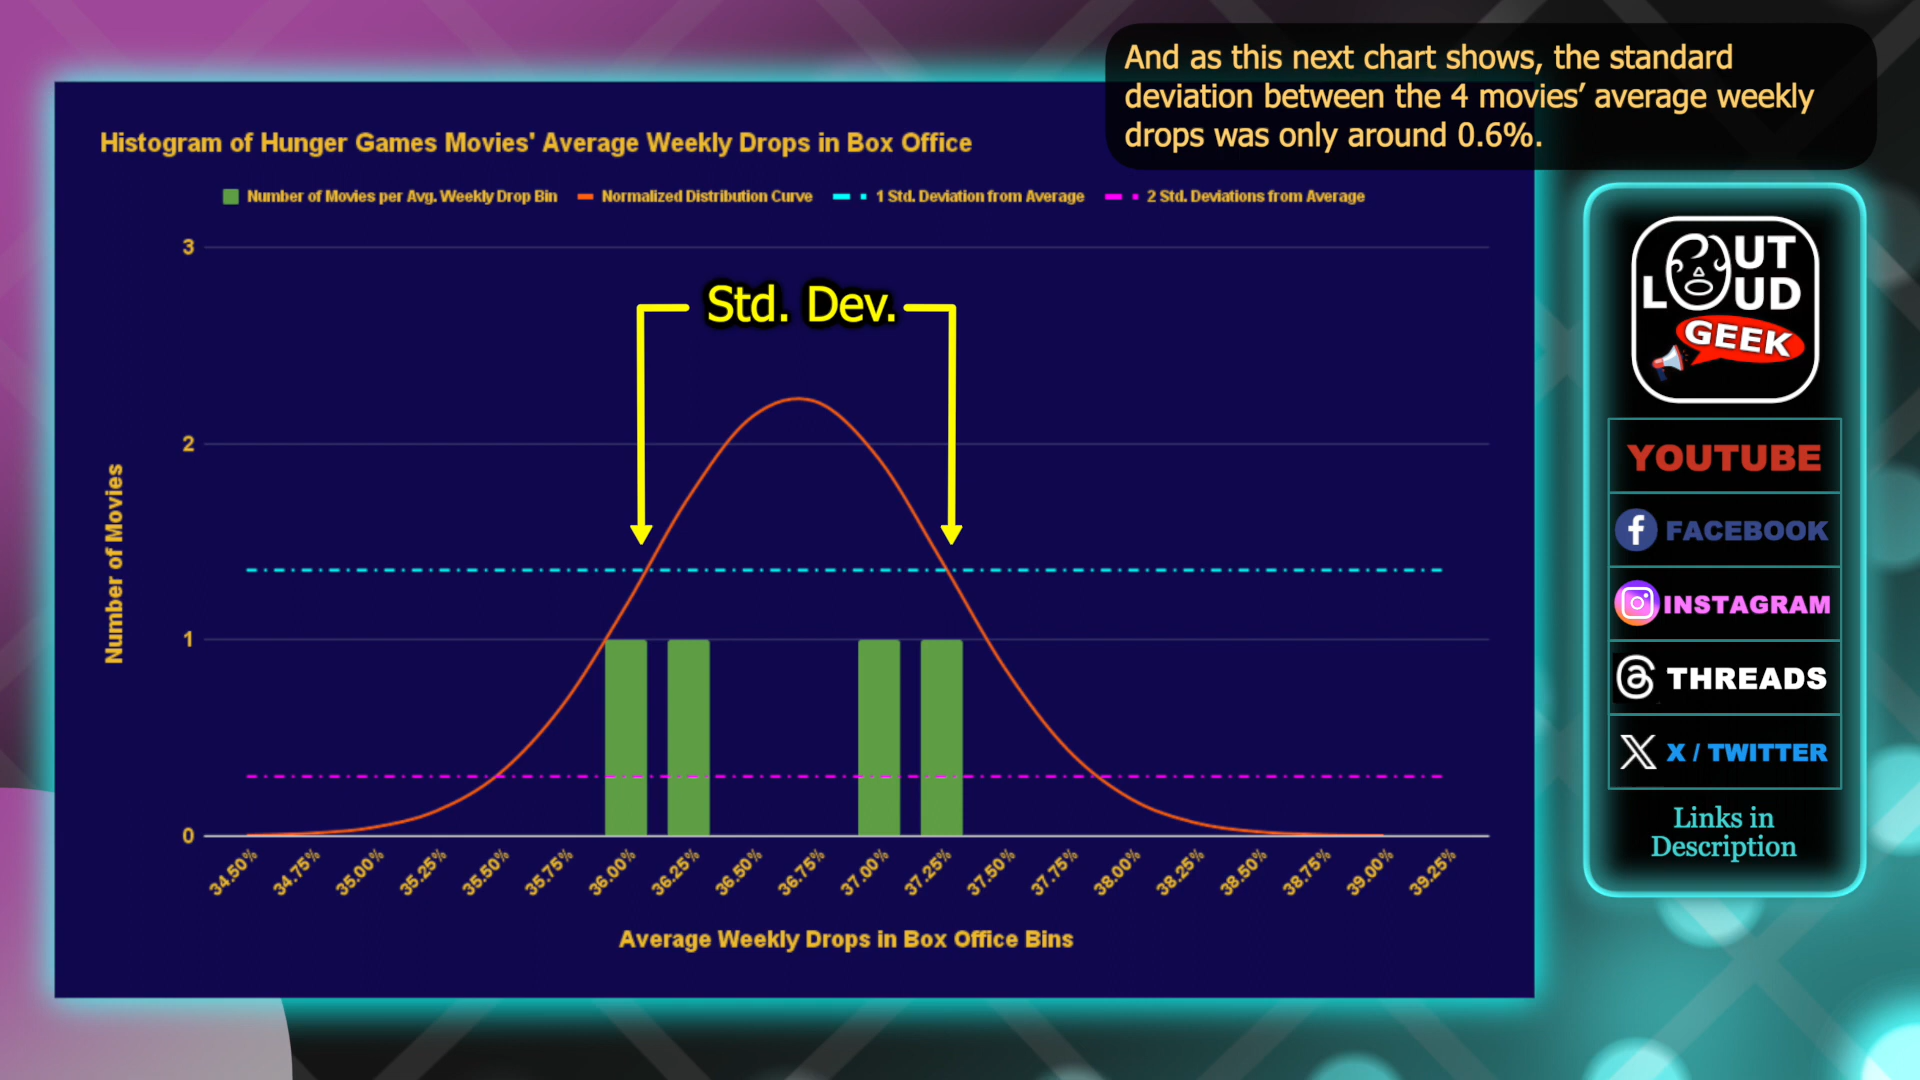 And as this next chart shows, the standard
deviation between the 4 movies’ average weekly
drops was only around 0.6%.
Histogram of Hunger Games Movies' Average Weekly Drops in Box Office
Number of Movies per Avg. Weekly Drop Bin
Normalized Distribution Curve
1 Std. Deviation from Average
2 Std. Deviations from Average
Std. Dev.
Number of Movies
3
2
1
0
34.50%
34.75%
35.00%
35.25%
35.50%
35.75%
36.00%
36.25%
36.50%
36.75%
37.00%
37.25%
37.50%
37.75%
38.00%
38.25%
38.50%
38.75%
39.00%
39.25%
Average Weekly Drops in Box Office Bins
OUT
LOUD
GEEK
YOUTUBE
FACEBOOK
INSTAGRAM
THREADS
X / TWITTER
Links in
Description